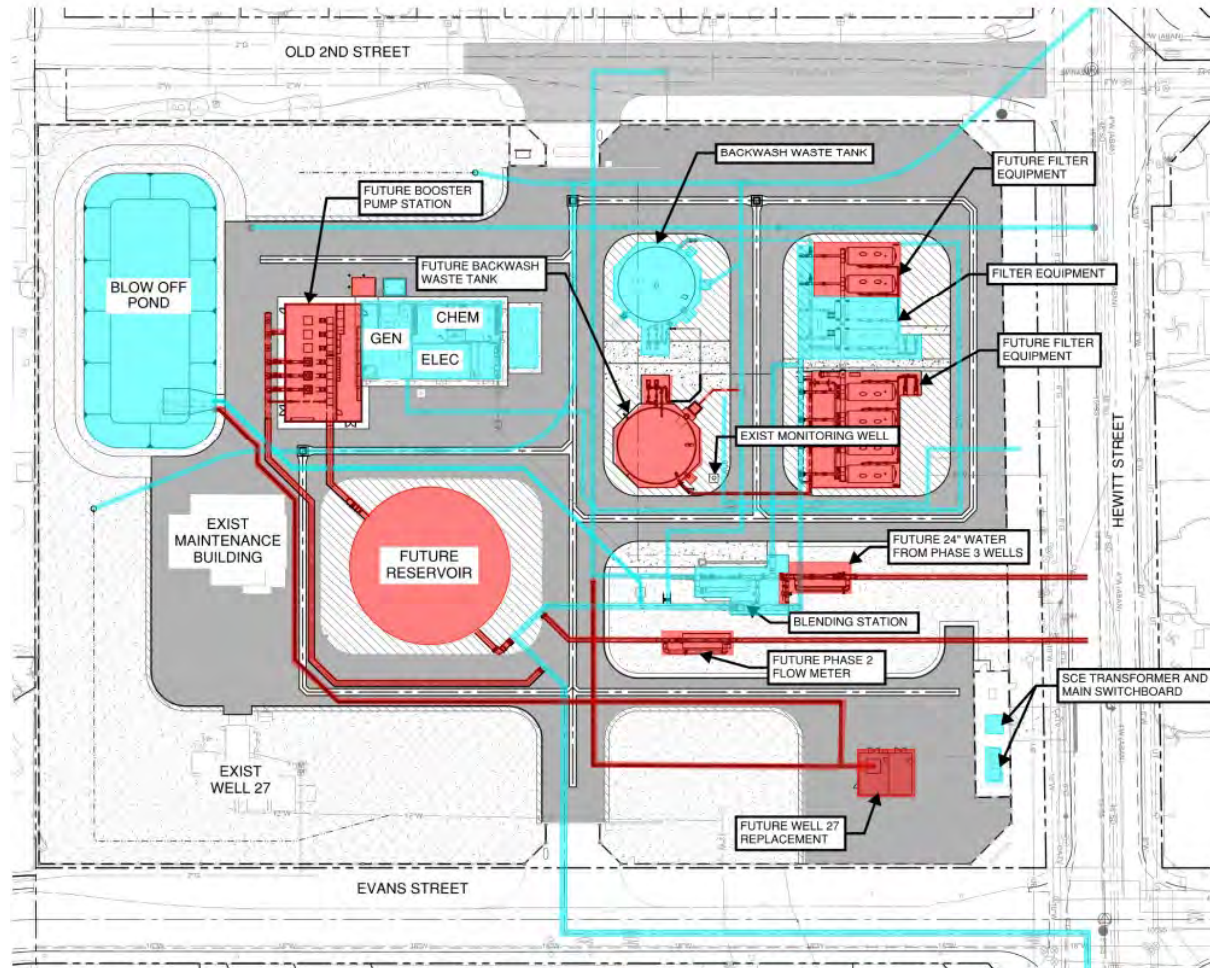 OLD 2ND STREET
BACKWASH WASTE TANK
FUTURE FILTER
EQUIPMENT
FUTURE BOOSTER
PUMP STATION
FUTURE BACKWASH
WASTE TANK
FILTER EQUIPMENT
BLOW OFF
POND
CHEM
GEN
ELEC
FUTURE FILTER
EQUIPMENT
EXIST MONITORING WELL
HEWITT STREET
EXIST
MAINTENANCE
BUILDING
FUTURE
RESERVOIR
FUTURE 24" WATER
FROM PHASE 3 WELLS
BLENDING STATION
FUTURE PHASE 2
FLOW METER
SCE TRANSFORMER AND
MAIN SWITCHBOARD
EXIST
WELL 27
FUTURE WELL 27
REPLACEMENT
EVANS STREET